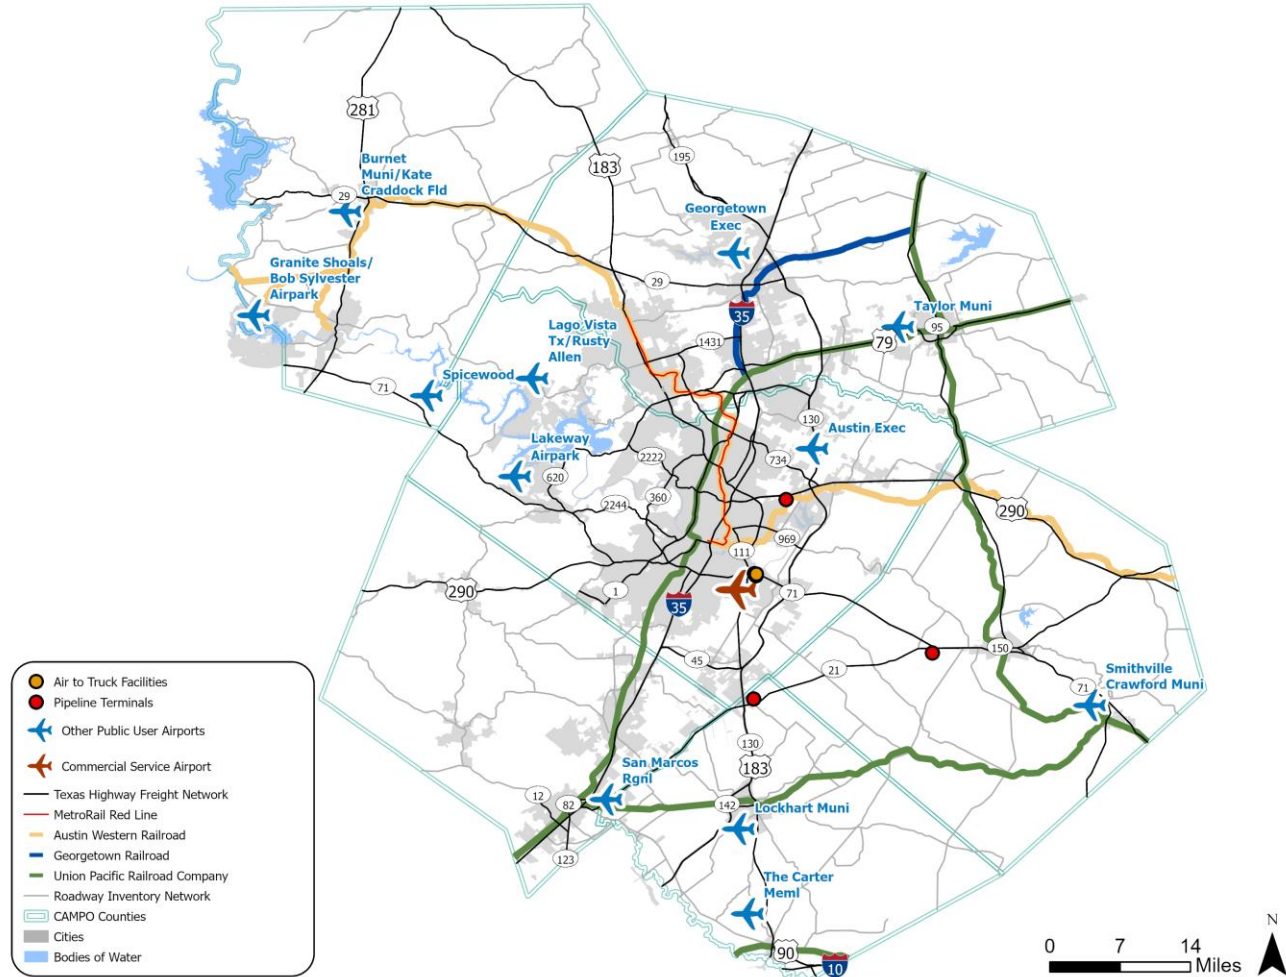 281
183
195
Burnet
Muni/Kate
Craddock Fld
29
Georgetown
Exec
Granite Shoals/
Bob Sylvester
Airpark
29
35
Taylor Muni
95
79
Lago Vista
Tx/Rusty
Allen
1431
71
Spicewood
130
Austin Exec
Lakeway
Airpark
2222
734
620
360
2244
290
969
111
290
1
35
71
45
21
150
Smithville
Crawford Muni
71
130
183
San Marcos
Rgnl
12
82
142
Lockhart Muni
123
The Carter
Meml
90
10
Air to Truck Facilities
Pipeline Terminals
Other Public User Airports
Commercial Service Airport
Texas Highway Freight Network
MetroRail Red Line
Austin Western Railroad
Georgetown Railroad
Union Pacific Railroad Company
Roadway Inventory Network
CAMPO Counties
Cities
Bodies of Water
N
0 7 14
Miles